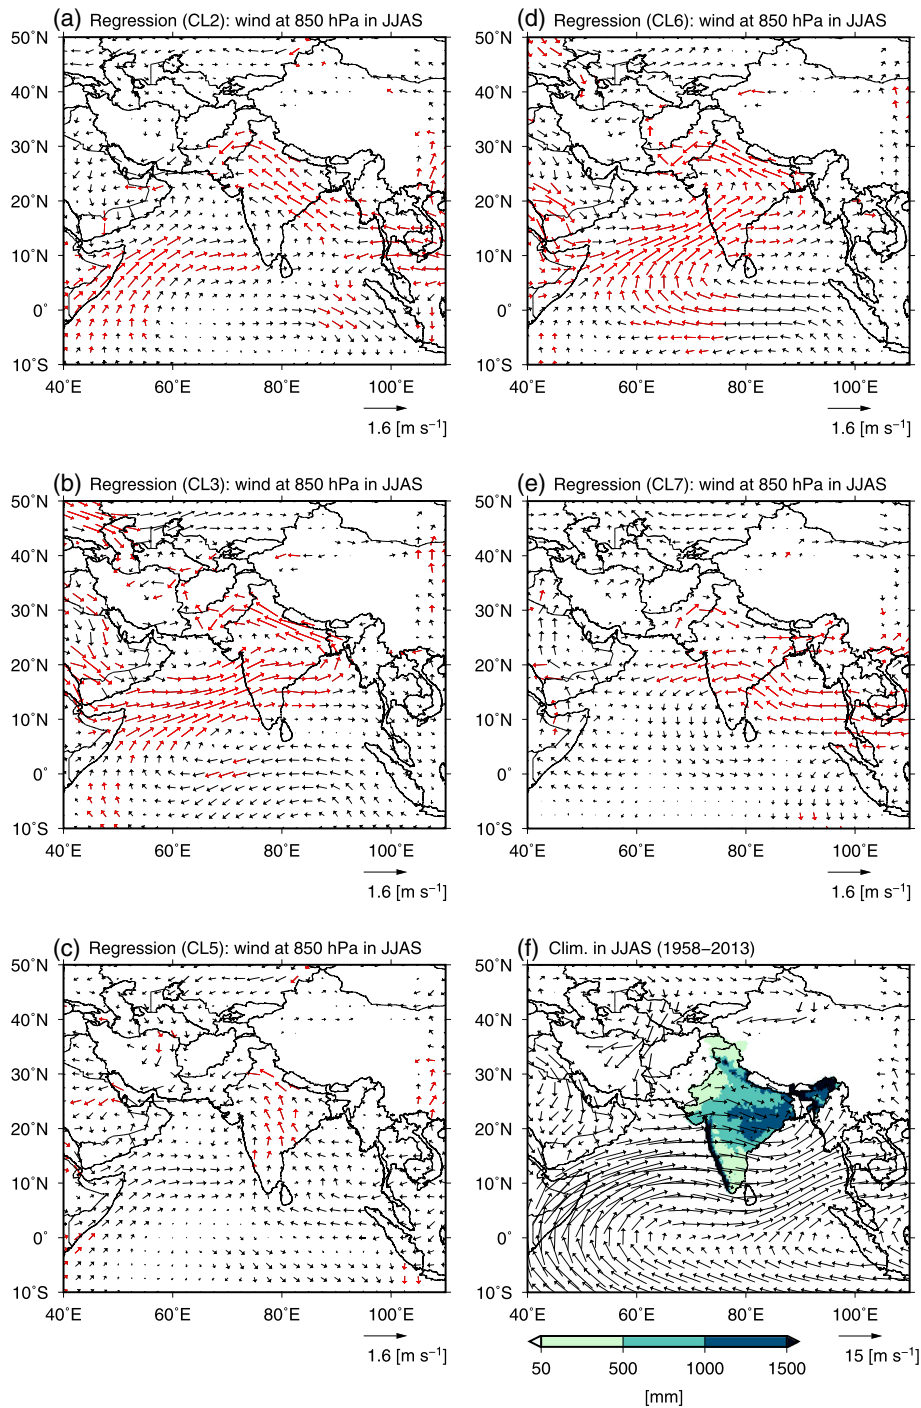 (a) Regression (CL2): wind at 850 hPa in JJAS
50°N
40°N
30°N
20°N
10°N
0°
10°S
40°E 60°E 80°E 100°E
1.6 [m s⁻¹]
(d) Regression (CL6): wind at 850 hPa in JJAS
50°N
40°N
30°N
20°N
10°N
0°
10°S
40°E 60°E 80°E 100°E
1.6 [m s⁻¹]
(b) Regression (CL3): wind at 850 hPa in JJAS
50°N
40°N
30°N
20°N
10°N
0°
10°S
40°E 60°E 80°E 100°E
1.6 [m s⁻¹]
(e) Regression (CL7): wind at 850 hPa in JJAS
50°N
40°N
30°N
20°N
10°N
0°
10°S
40°E 60°E 80°E 100°E
1.6 [m s⁻¹]
(c) Regression (CL5): wind at 850 hPa in JJAS
50°N
40°N
30°N
20°N
10°N
0°
10°S
40°E 60°E 80°E 100°E
1.6 [m s⁻¹]
(f) Clim. in JJAS (1958–2013)
50°N
40°N
30°N
20°N
10°N
0°
10°S
40°E 60°E 80°E 100°E
50 500 1000 1500
15 [m s⁻¹]
[mm]